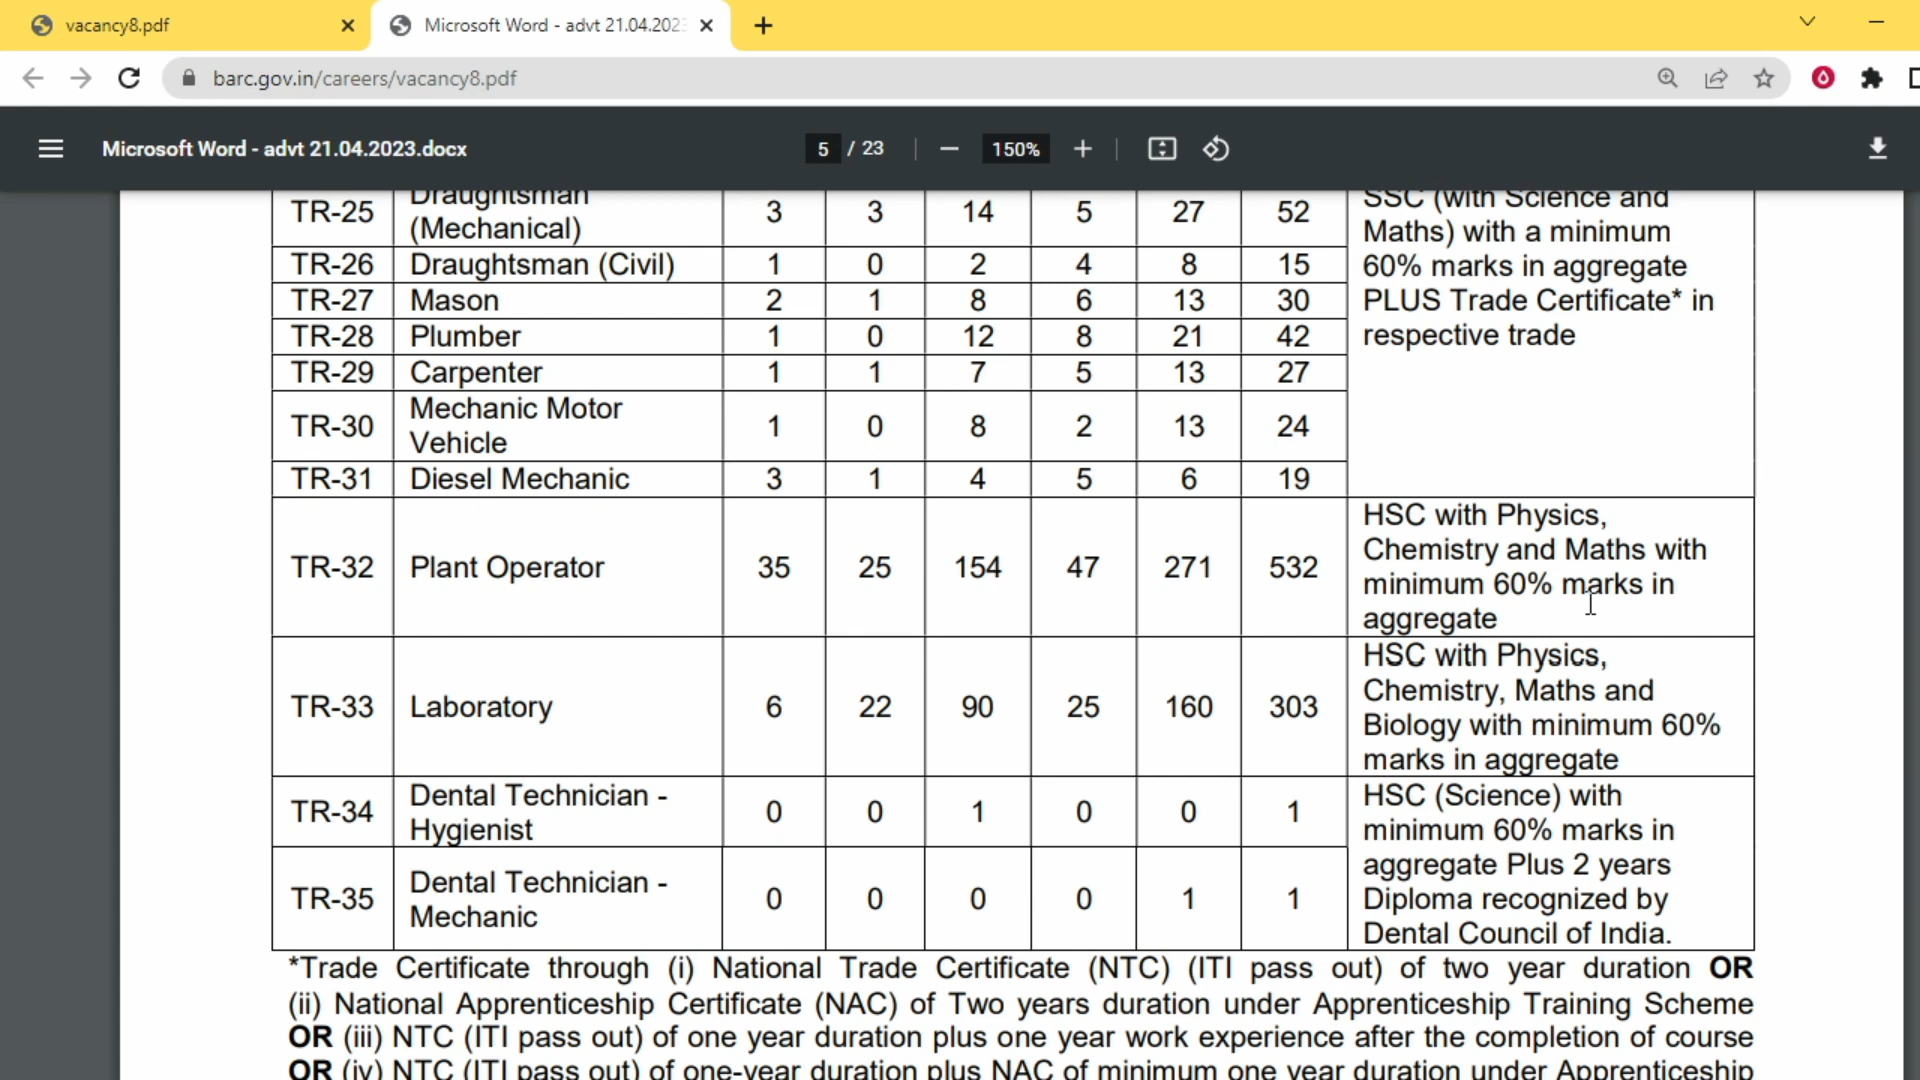 vacancy8.pdf
Microsoft Word - advt 21.04.202
barc.gov.in/careers/vacancy8.pdf
Microsoft Word - advt 21.04.2023.docx
5 / 23
150%
TR-25 Draughtsman (Mechanical) 3 3 14 5 27 52
SSC (with Science and
Maths) with a minimum
60% marks in aggregate
PLUS Trade Certificate* in
respective trade
TR-26 Draughtsman (Civil) 1 0 2 4 8 15
TR-27 Mason 2 1 8 6 13 30
TR-28 Plumber 1 0 12 8 21 42
TR-29 Carpenter 1 1 7 5 13 27
TR-30 Mechanic Motor Vehicle 1 0 8 2 13 24
TR-31 Diesel Mechanic 3 1 4 5 6 19
TR-32 Plant Operator 35 25 154 47 271 532
HSC with Physics,
Chemistry and Maths with
minimum 60% marks in
aggregate
TR-33 Laboratory 6 22 90 25 160 303
HSC with Physics,
Chemistry, Maths and
Biology with minimum 60%
marks in aggregate
TR-34 Dental Technician - Hygienist 0 0 1 0 0 1
TR-35 Dental Technician - Mechanic 0 0 0 0 1 1
HSC (Science) with
minimum 60% marks in
aggregate Plus 2 years
Diploma recognized by
Dental Council of India.
*Trade Certificate through (i) National Trade Certificate (NTC) (ITI pass out) of two year duration OR
(ii) National Apprenticeship Certificate (NAC) of Two years duration under Apprenticeship Training Scheme
OR (iii) NTC (ITI pass out) of one year duration plus one year work experience after the completion of course
OR (iv) NTC (ITI pass out) of one-year duration plus NAC of minimum one year duration under Apprenticeship